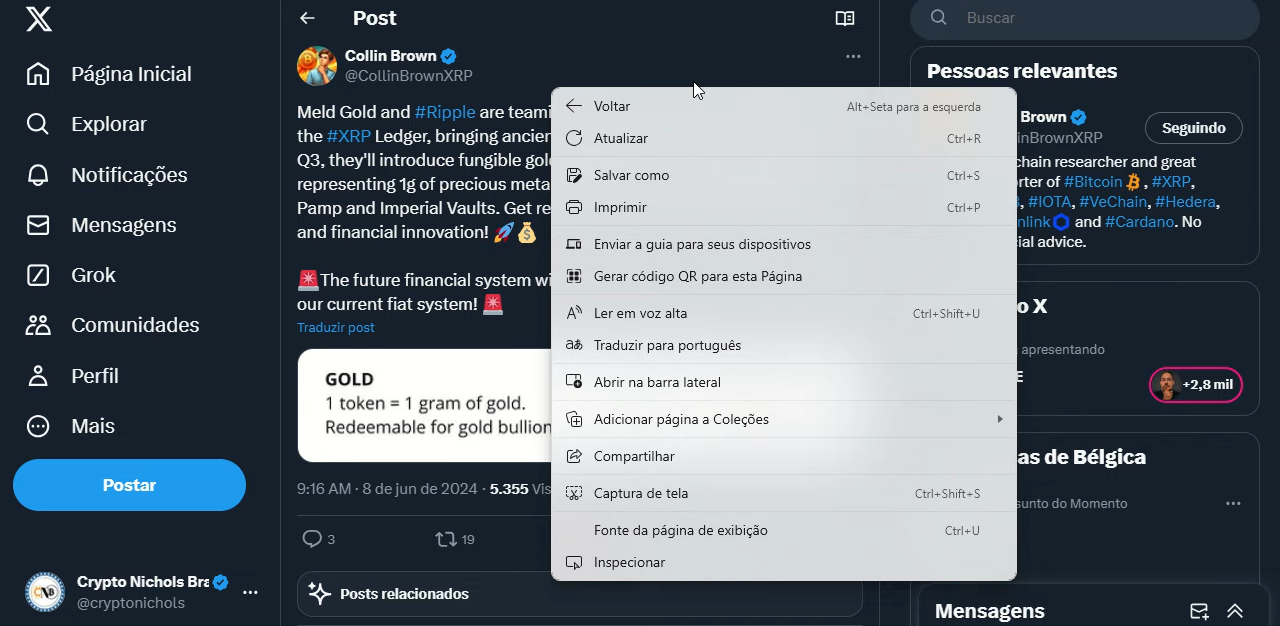 Página Inicial
Explorar
Notificações
Mensagens
Grok
Comunidades
Perfil
Mais
Postar
Crypto Nichols Bra
@cryptonichols
Post
Collin Brown
@CollinBrownXRP
Meld Gold and #Ripple are teami
the #XRP Ledger, bringing ancien
Q3, they'll introduce fungible gol
representing 1g of precious meta
Pamp and Imperial Vaults. Get re
and financial innovation! 🚀💰
🚨The future financial system wi
our current fiat system! 🚨
Traduzir post
GOLD
1 token = 1 gram of gold.
Redeemable for gold bullion
9:16 AM · 8 de jun de 2024 · 5.355 Vis
3
19
Posts relacionados
Voltar Alt+Seta para a esquerda
Atualizar Ctrl+R
Salvar como Ctrl+S
Imprimir Ctrl+P
Enviar a guia para seus dispositivos
Gerar código QR para esta Página
Ler em voz alta Ctrl+Shift+U
Traduzir para português
Abrir na barra lateral
Adicionar página a Coleções
Compartilhar
Captura de tela Ctrl+Shift+S
Fonte da página de exibição Ctrl+U
Inspecionar
Buscar
Pessoas relevantes
Brown
inBrownXRP
Seguindo
chain researcher and great
rter of #Bitcoin, #XRP,
, #IOTA, #VeChain, #Hedera,
nlink and #Cardano. No
ial advice.
o X
apresentando
E
+2,8 mil
as de Bélgica
sunto do Momento
Mensagens